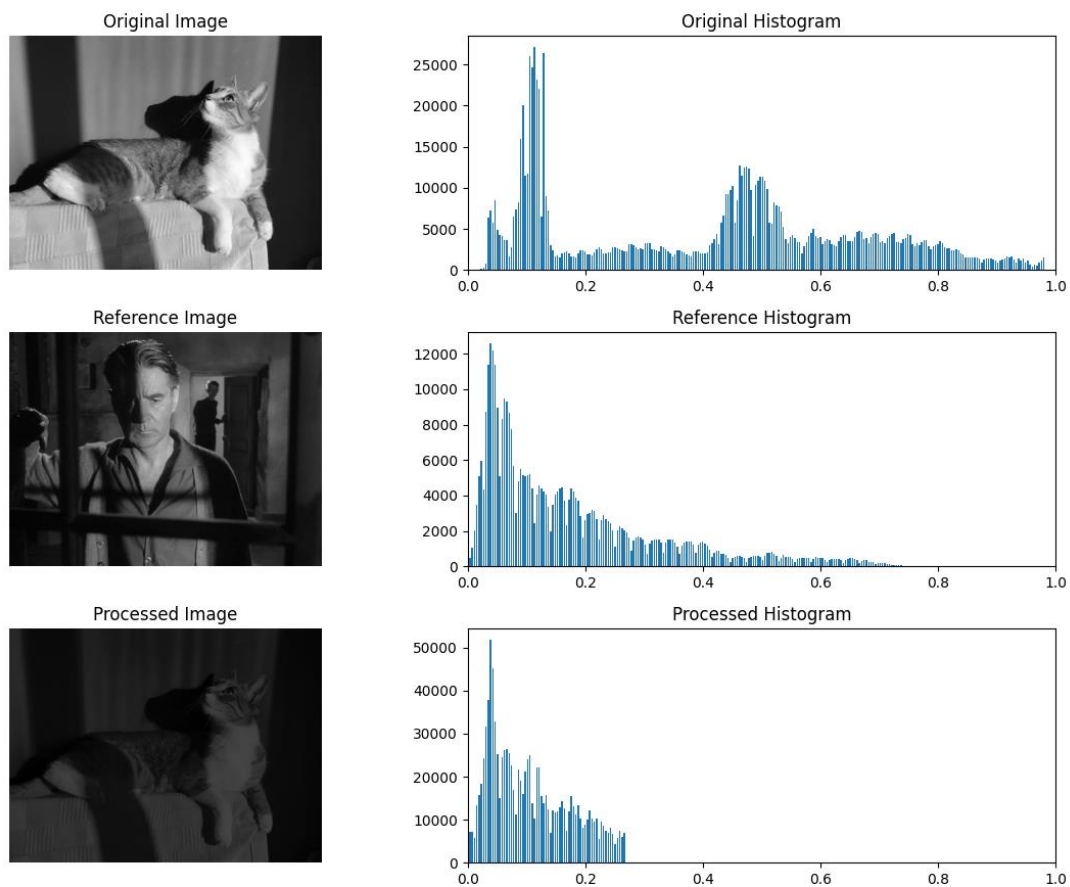 Original Image
Original Histogram
25000
20000
15000
10000
5000
0
0.0 0.2 0.4 0.6 0.8 1.0
Reference Image
Reference Histogram
12000
10000
8000
6000
4000
2000
0
0.0 0.2 0.4 0.6 0.8 1.0
Processed Image
Processed Histogram
50000
40000
30000
20000
10000
0
0.0 0.2 0.4 0.6 0.8 1.0